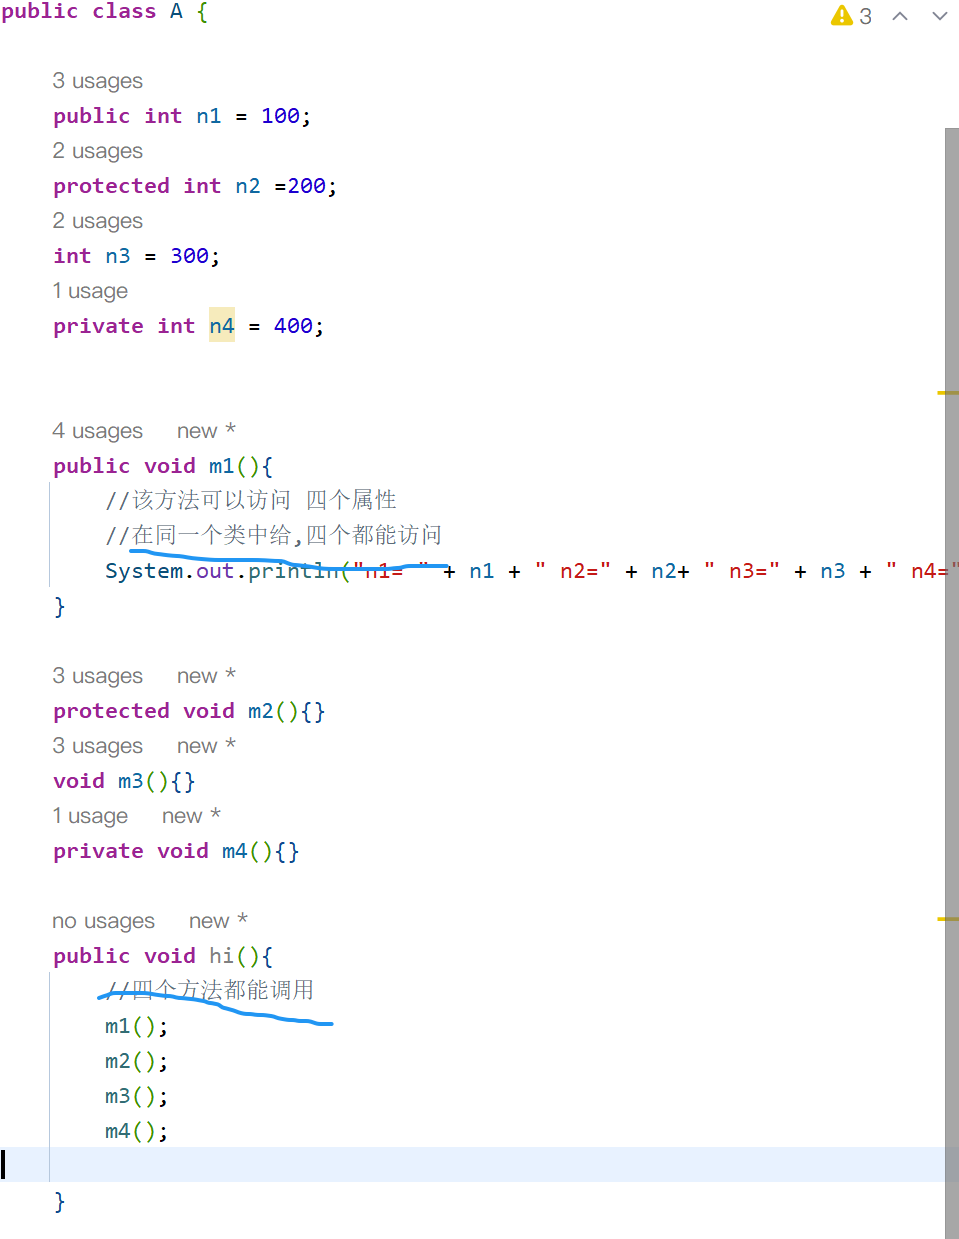 public class A {
3
3 usages
public int n1 = 100;
2 usages
protected int n2 =200;
2 usages
int n3 = 300;
1 usage
private int n4 = 400;
4 usages new *
public void m1(){
//该方法可以访问 四个属性
//在同一个类中给,四个都能访问
System.out.println("n1= " + n1 + " n2=" + n2+ " n3=" + n3 + " n4="
}
3 usages new *
protected void m2(){}
3 usages new *
void m3(){}
1 usage new *
private void m4(){}
no usages new *
public void hi(){
//四个方法都能调用
m1();
m2();
m3();
m4();
}